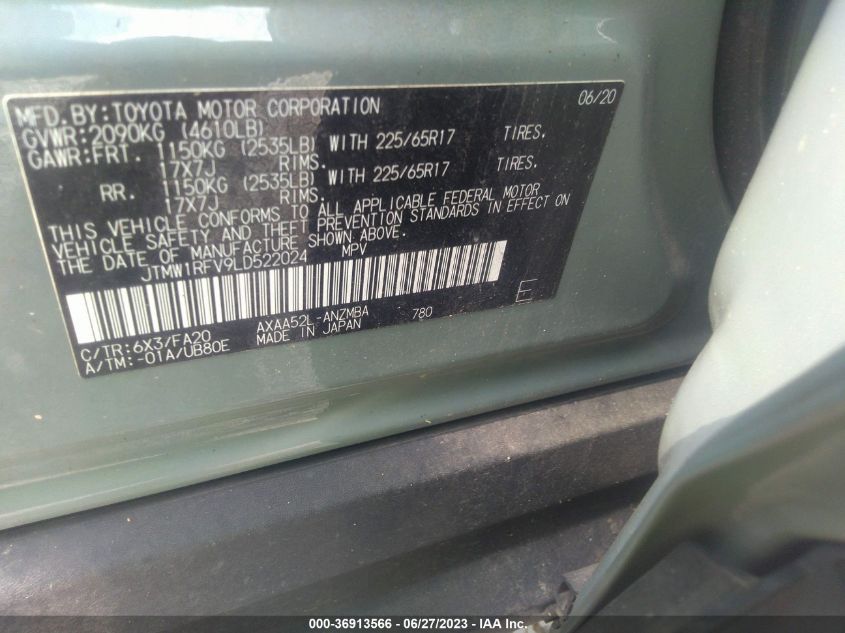 MFD.BY:TOYOTA MOTOR CORPORATION 06/20
GVWR:2090KG (4610LB)
GAWR:FRT. 1150KG (2535LB) WITH 225/65R17 TIRES.
17X7J RIMS.
RR. 1150KG (2535LB) WITH 225/65R17 TIRES.
17X7J RIMS.
THIS VEHICLE CONFORMS TO ALL APPLICABLE FEDERAL MOTOR
VEHICLE SAFETY AND THEFT PREVENTION STANDARDS IN EFFECT ON
THE DATE OF MANUFACTURE SHOWN ABOVE.
JTMW1RFV9LD522024 MPV
E
C/TR:6X3/FA20 AXAA52L-ANZMBA 780
A/TM:-01A/UB80E MADE IN JAPAN
000-36913566 - 06/27/2023 - IAA Inc.